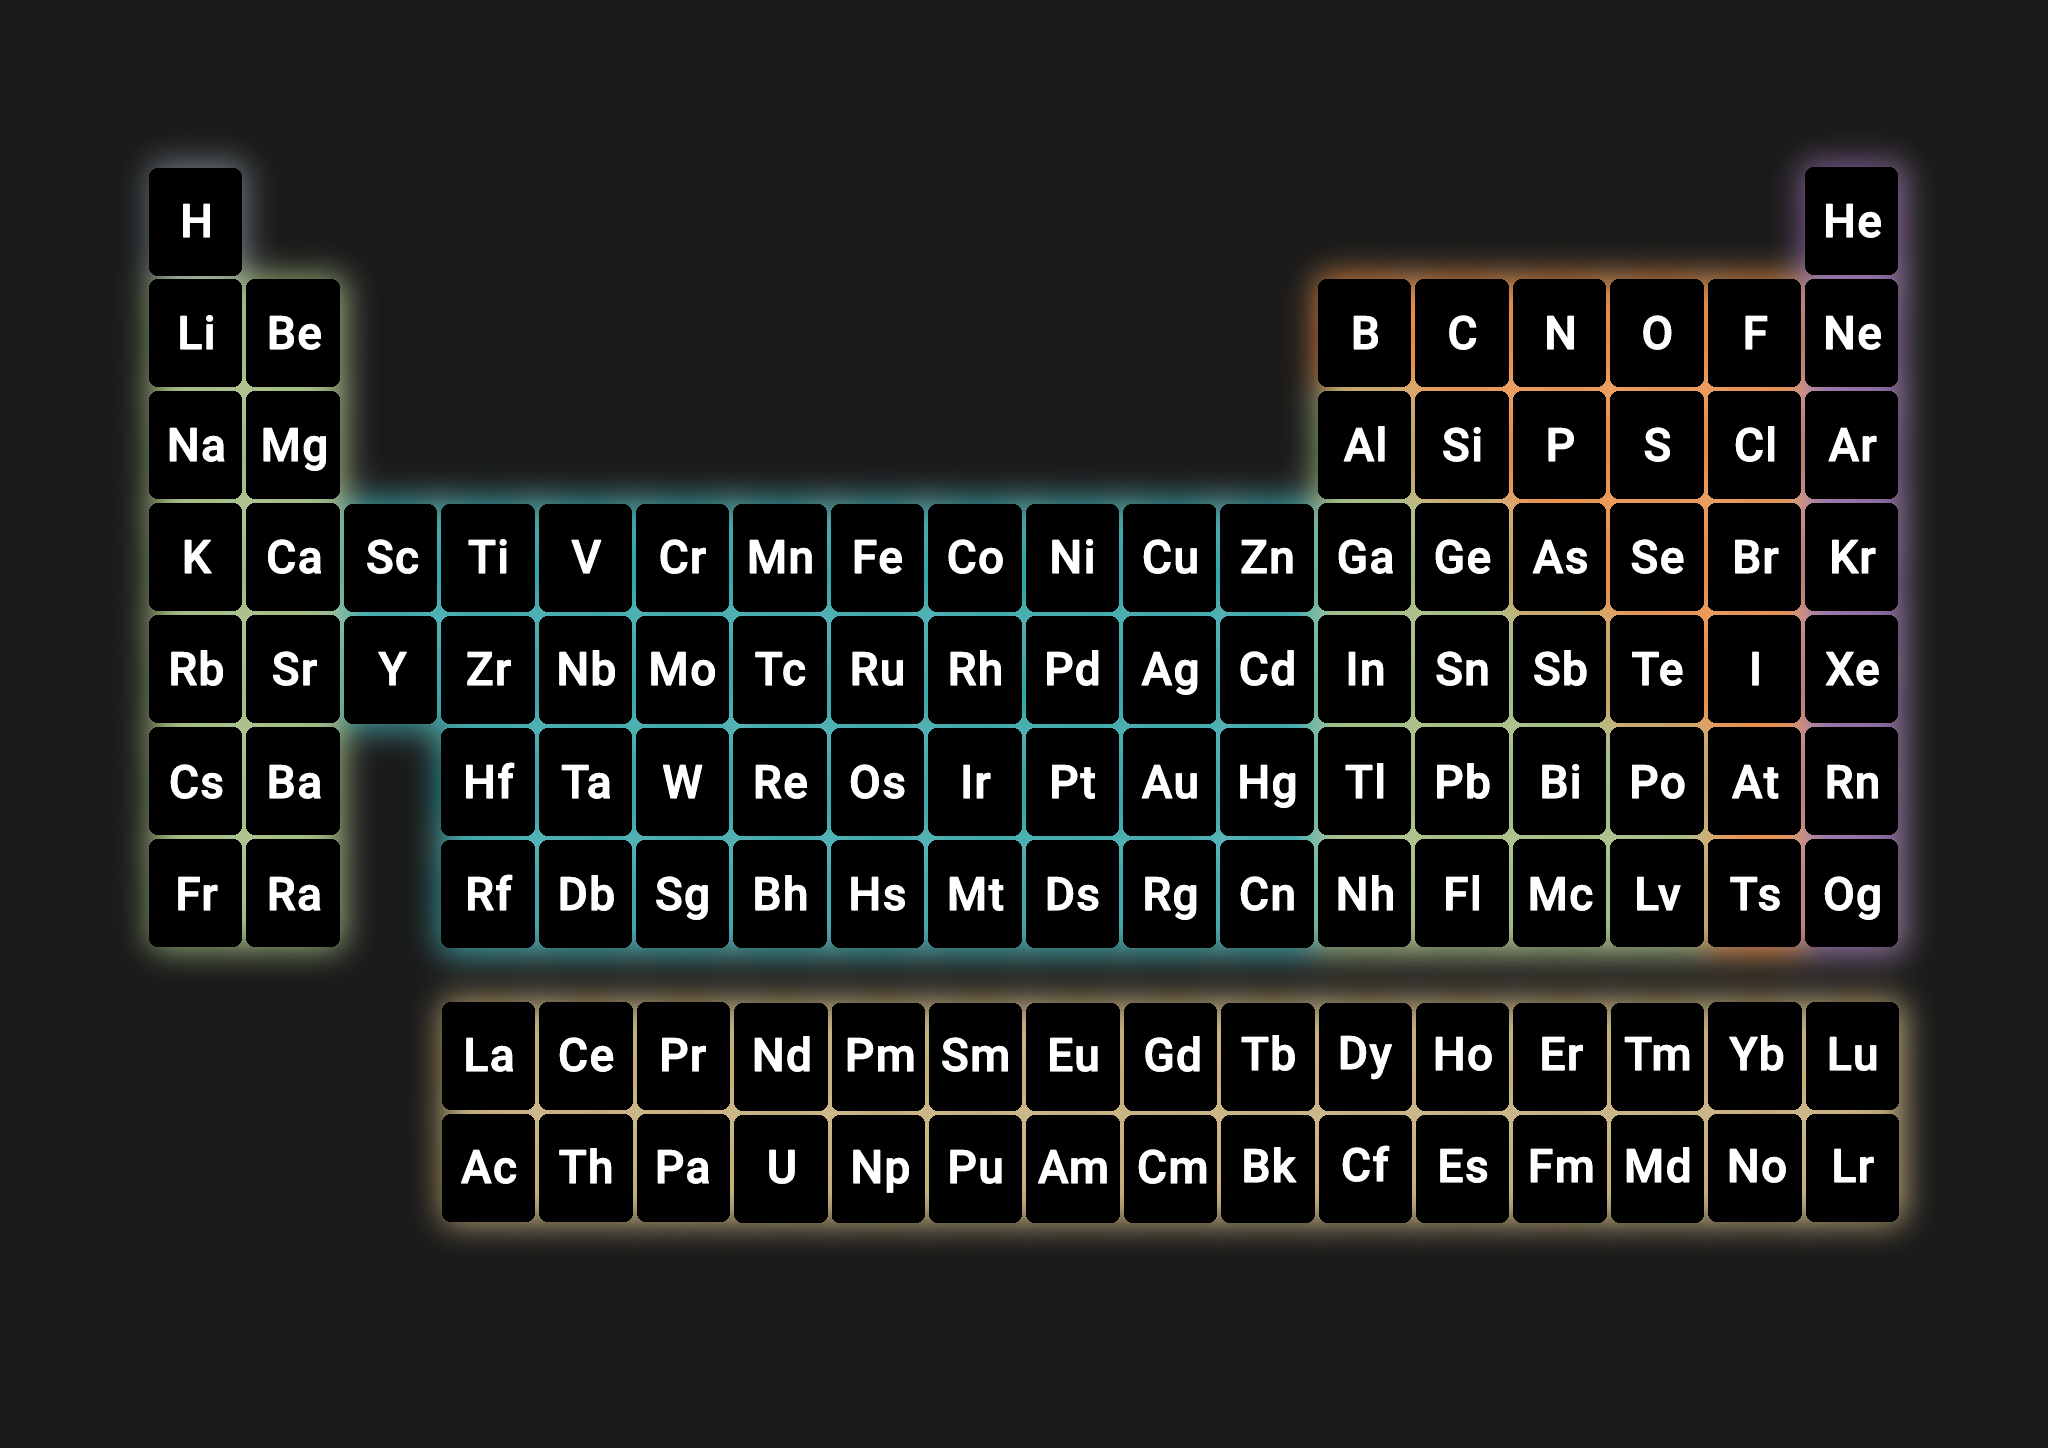 H He
Li Be B C N O F Ne
Na Mg Al Si P S Cl Ar
K Ca Sc Ti V Cr Mn Fe Co Ni Cu Zn Ga Ge As Se Br Kr
Rb Sr Y Zr Nb Mo Tc Ru Rh Pd Ag Cd In Sn Sb Te I Xe
Cs Ba Hf Ta W Re Os Ir Pt Au Hg Tl Pb Bi Po At Rn
Fr Ra Rf Db Sg Bh Hs Mt Ds Rg Cn Nh Fl Mc Lv Ts Og
La Ce Pr Nd Pm Sm Eu Gd Tb Dy Ho Er Tm Yb Lu
Ac Th Pa U Np Pu Am Cm Bk Cf Es Fm Md No Lr